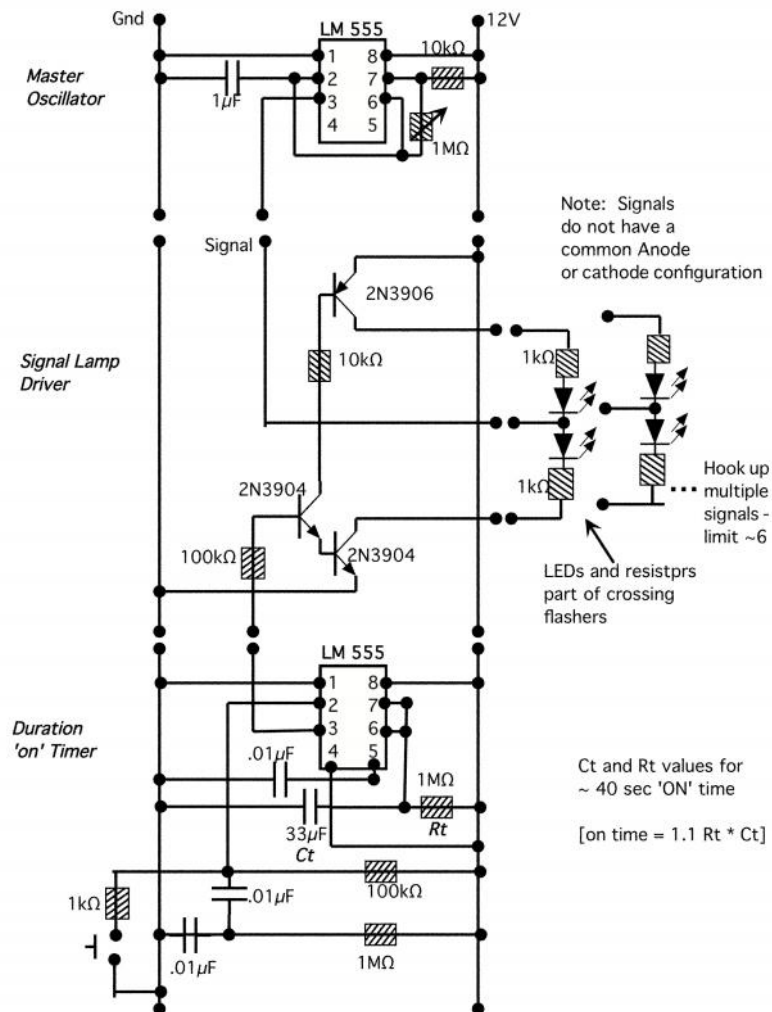 Gnd
12V
LM 555
Master
Oscillator
1µF
1
2
3
4
8
7
6
5
10kΩ
1MΩ
Note: Signals
do not have a
common Anode
or cathode configuration
Signal
2N3906
Signal Lamp
Driver
10kΩ
1kΩ
1kΩ
2N3904
2N3904
100kΩ
Hook up
multiple
signals -
limit ~6
LEDs and resistprs
part of crossing
flashers
LM 555
Duration
'on' Timer
1
2
3
4
8
7
6
5
.01µF
1MΩ
Rt
33µF
Ct
Ct and Rt values for
~ 40 sec 'ON' time
[on time = 1.1 Rt * Ct]
100kΩ
1kΩ
.01µF
.01µF
1MΩ